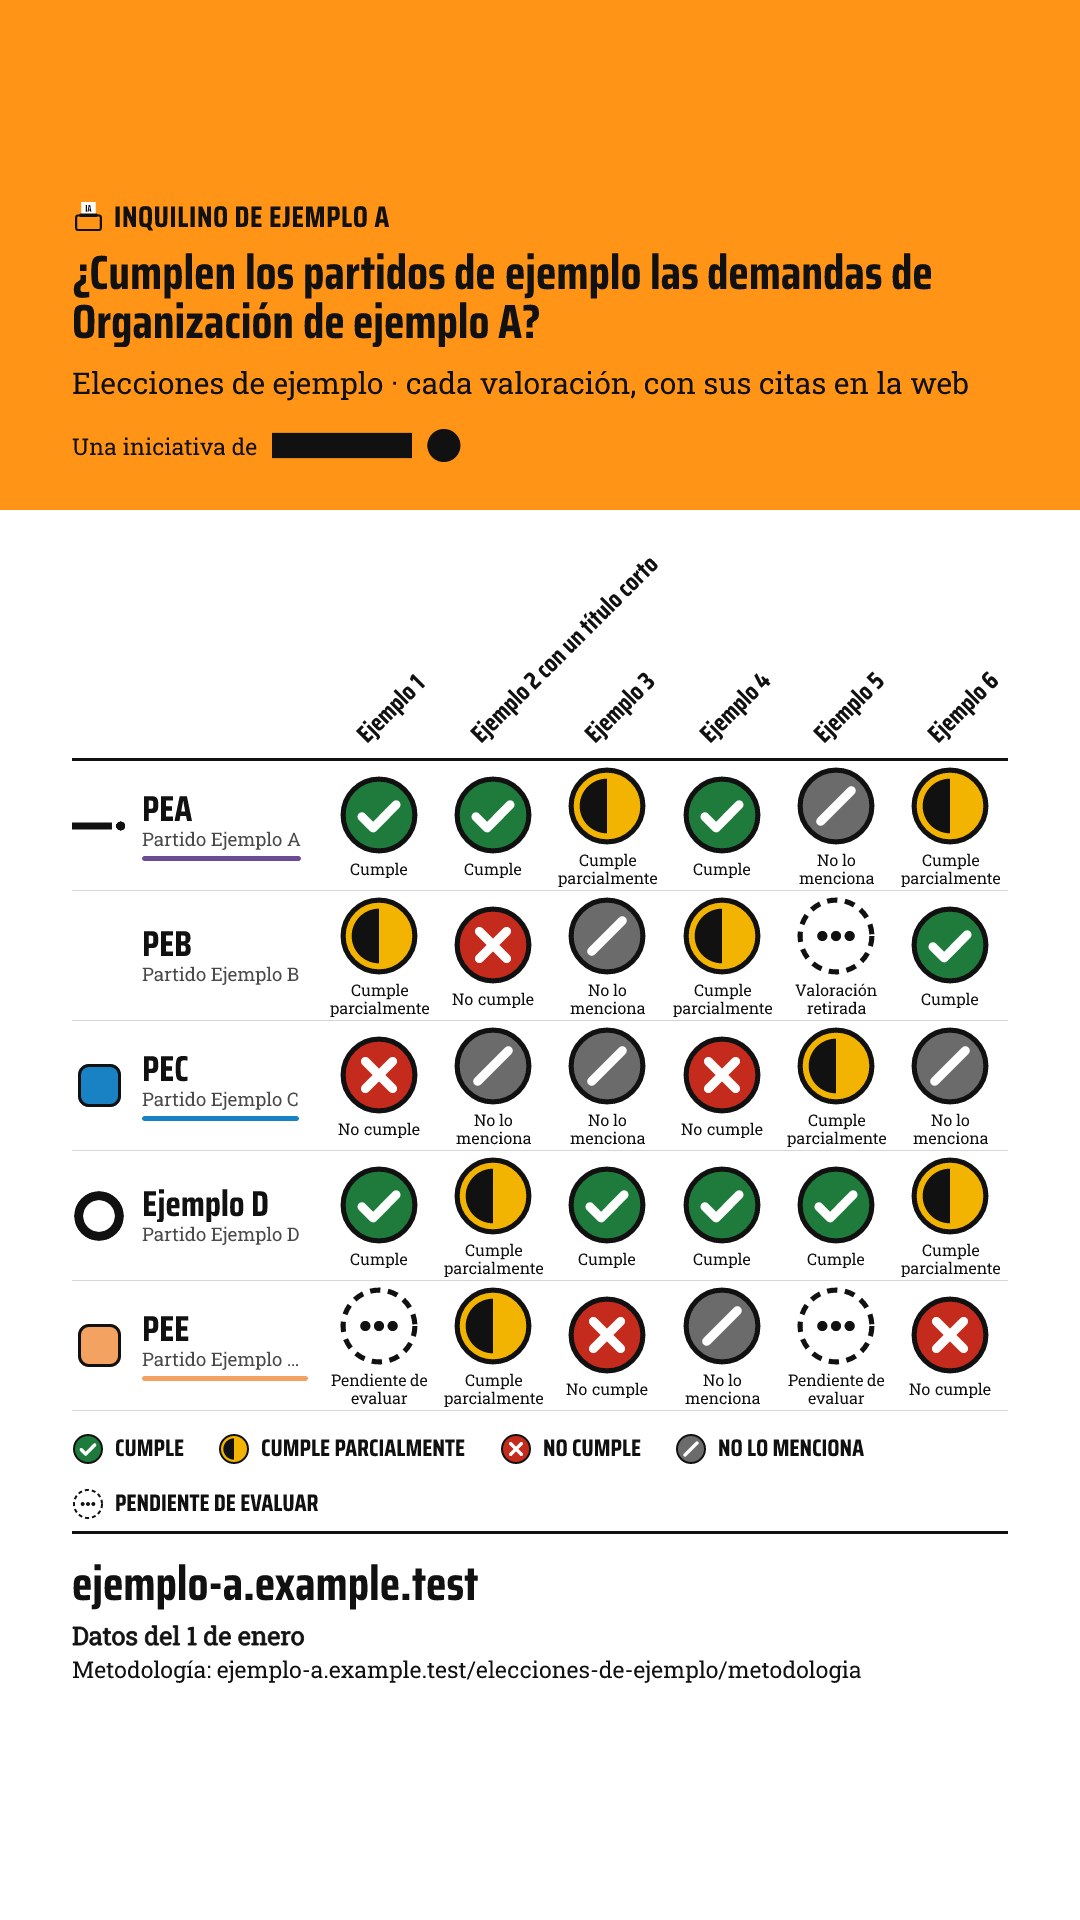 IA
INQUILINO DE EJEMPLO A
¿Cumplen los partidos de ejemplo las demandas de
Organización de ejemplo A?
Elecciones de ejemplo · cada valoración, con sus citas en la web
Una iniciativa de
Ejemplo 1
Ejemplo 2 con un título corto
Ejemplo 3
Ejemplo 4
Ejemplo 5
Ejemplo 6
PEA
Partido Ejemplo A
Cumple
Cumple
Cumple
parcialmente
Cumple
No lo
menciona
Cumple
parcialmente
PEB
Partido Ejemplo B
Cumple
parcialmente
No cumple
No lo
menciona
Cumple
parcialmente
Valoración
retirada
Cumple
PEC
Partido Ejemplo C
No cumple
No lo
menciona
No lo
menciona
No cumple
Cumple
parcialmente
No lo
menciona
Ejemplo D
Partido Ejemplo D
Cumple
Cumple
parcialmente
Cumple
Cumple
Cumple
Cumple
parcialmente
PEE
Partido Ejemplo ...
Pendiente de
evaluar
Cumple
parcialmente
No cumple
No lo
menciona
Pendiente de
evaluar
No cumple
CUMPLE
CUMPLE PARCIALMENTE
NO CUMPLE
NO LO MENCIONA
PENDIENTE DE EVALUAR
ejemplo-a.example.test
Datos del 1 de enero
Metodología: ejemplo-a.example.test/elecciones-de-ejemplo/metodologia